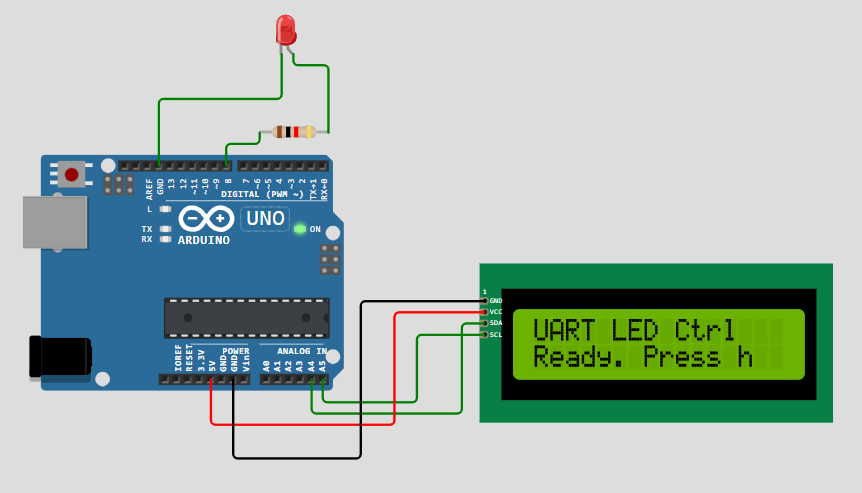 AREF
GND
13
12
~11
~10
~9
8
7
~6
~5
4
~3
2
TX→1
RX←0
DIGITAL (PWM ~)
L
TX
RX
UNO
ARDUINO
ON
1
GND
VCC
SDA
SCL
UART LED Ctrl
Ready. Press h
POWER
ANALOG IN
IOREF
RESET
3.3V
5V
GND
GND
Vin
A0
A1
A2
A3
A4
A5